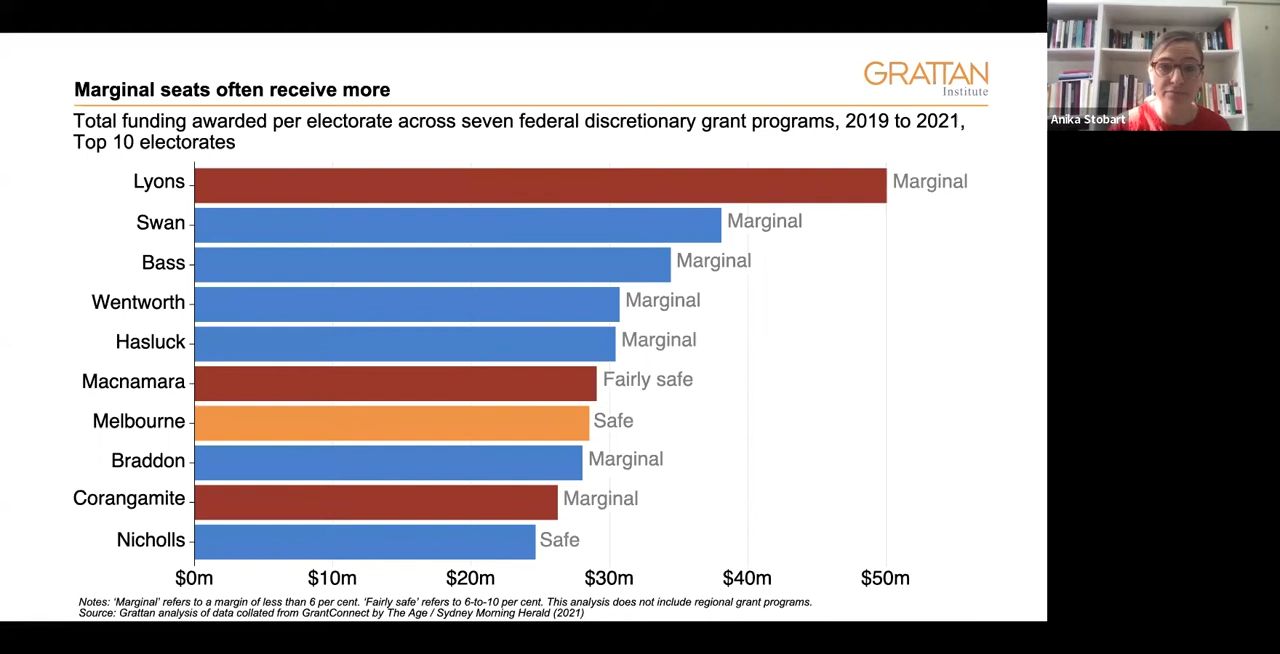 Marginal seats often receive more
GRATTAN
Institute
Total funding awarded per electorate across seven federal discretionary grant programs, 2019 to 2021,
Top 10 electorates
Lyons Marginal
Swan Marginal
Bass Marginal
Wentworth Marginal
Hasluck Marginal
Macnamara Fairly safe
Melbourne Safe
Braddon Marginal
Corangamite Marginal
Nicholls Safe
$0m $10m $20m $30m $40m $50m
Notes: ‘Marginal’ refers to a margin of less than 6 per cent. ‘Fairly safe’ refers to 6-to-10 per cent. This analysis does not include regional grant programs.
Source: Grattan analysis of data collated from GrantConnect by The Age / Sydney Morning Herald (2021)
Anika Stobart